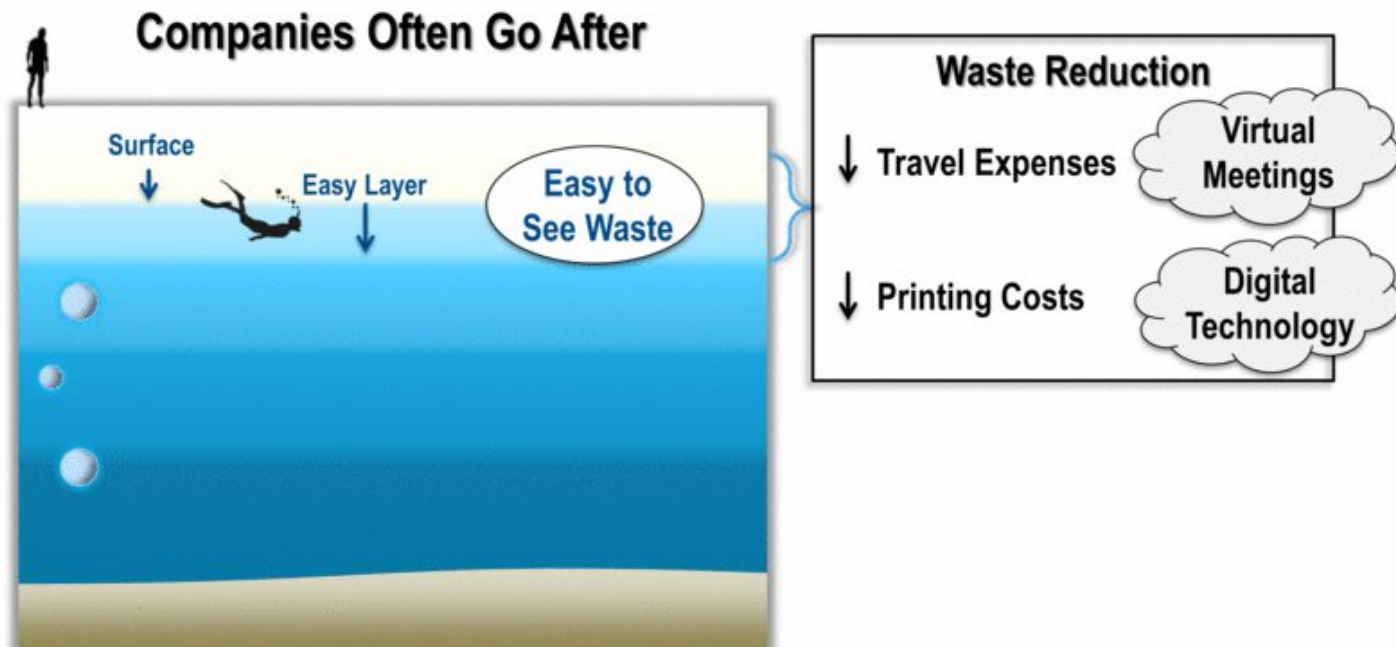 Companies Often Go After
Surface
Easy Layer
Easy to
See Waste
Waste Reduction
Travel Expenses
Virtual
Meetings
Printing Costs
Digital
Technology